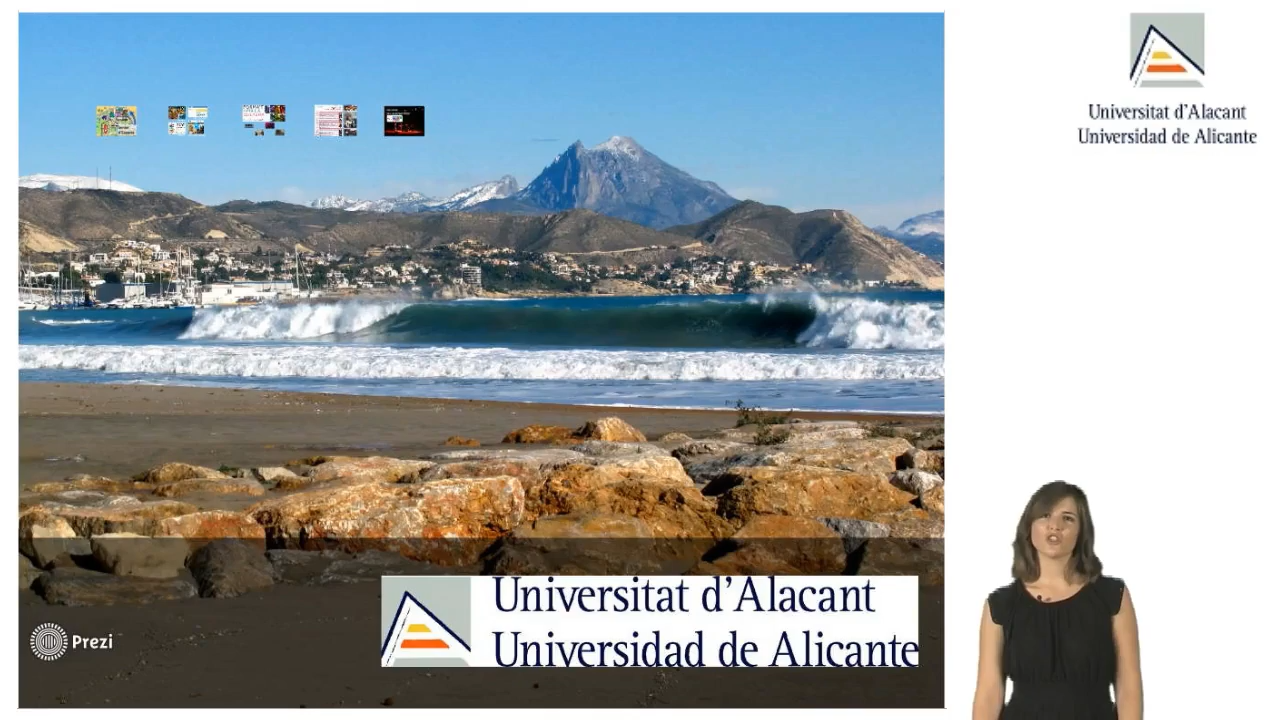 Universitat d'Alacant
Universidad de Alicante
Prezi
Universitat d'Alacant
Universidad de Alicante